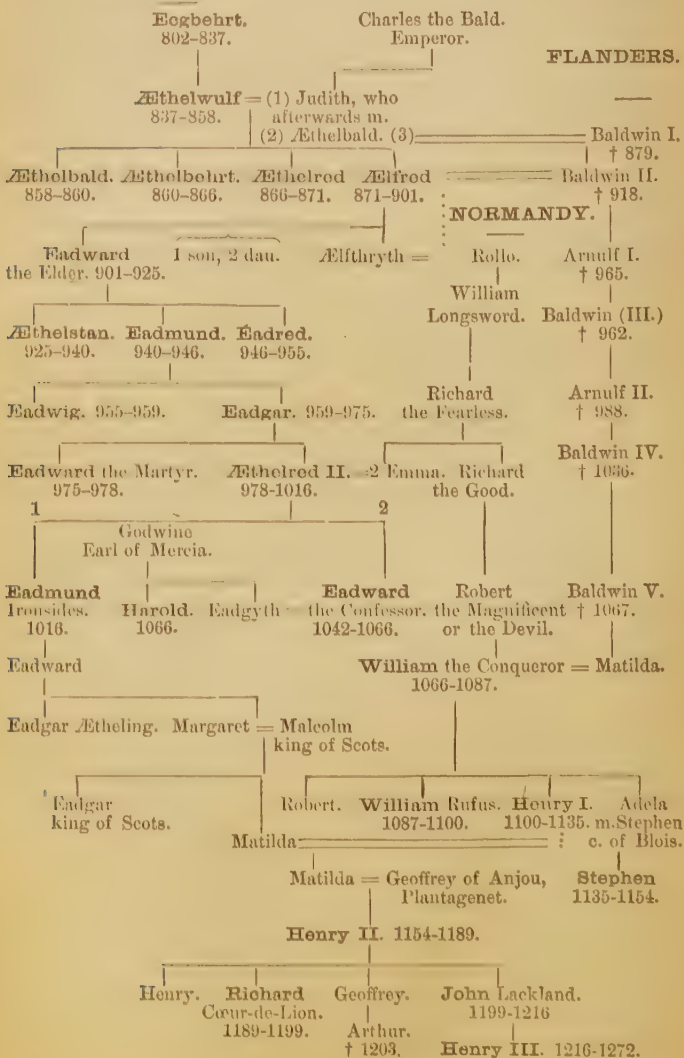 Ecgbehrt. Charles the Bald.
802-837. Emperor.
FLANDERS.
Æthelwulf = (1) Judith, who
837-858. afterwards m.
(2) Æthelbald. (3) Baldwin I.
† 879.
Æthelbald. Æthelbehrt. Æthelred Ælfred Baldwin II.
858-860. 860-866. 866-871. 871-901. † 918.
NORMANDY.
Eadward 1 son, 2 dau. Ælfthryth = Rollo. Arnulf I.
the Elder. 901-925. † 965.
William
Longsword. Baldwin (III.)
Æthelstan. Eadmund. Eadred. † 962.
925-940. 940-946. 946-955.
Richard Arnulf II.
Eadwig. 955-959. Eadgar. 959-975. the Fearless. † 988.
Baldwin IV.
Eadward the Martyr. Æthelred II. =2 Emma. Richard † 1036.
975-978. 978-1016. the Good.
1 2
Godwine
Earl of Mercia.
Eadmund Eadward Robert Baldwin V.
Ironsides. Harold. Eadgyth the Confessor. the Magnificent † 1067.
1016. 1066. 1042-1066. or the Devil.
Eadward William the Conqueror = Matilda.
1066-1087.
Eadgar Ætheling. Margaret = Malcolm
king of Scots.
Eadgar Robert. William Rufus. Henry I. Adela
king of Scots. 1087-1100. 1100-1135. m. Stephen
Matilda c. of Blois.
Matilda = Geoffrey of Anjou, Stephen
Plantagenet. 1135-1154.
Henry II. 1154-1189.
Henry. Richard Geoffrey. John Lackland.
Cœur-de-Lion. 1199-1216
1189-1199. Arthur.
† 1203. Henry III. 1216-1272.